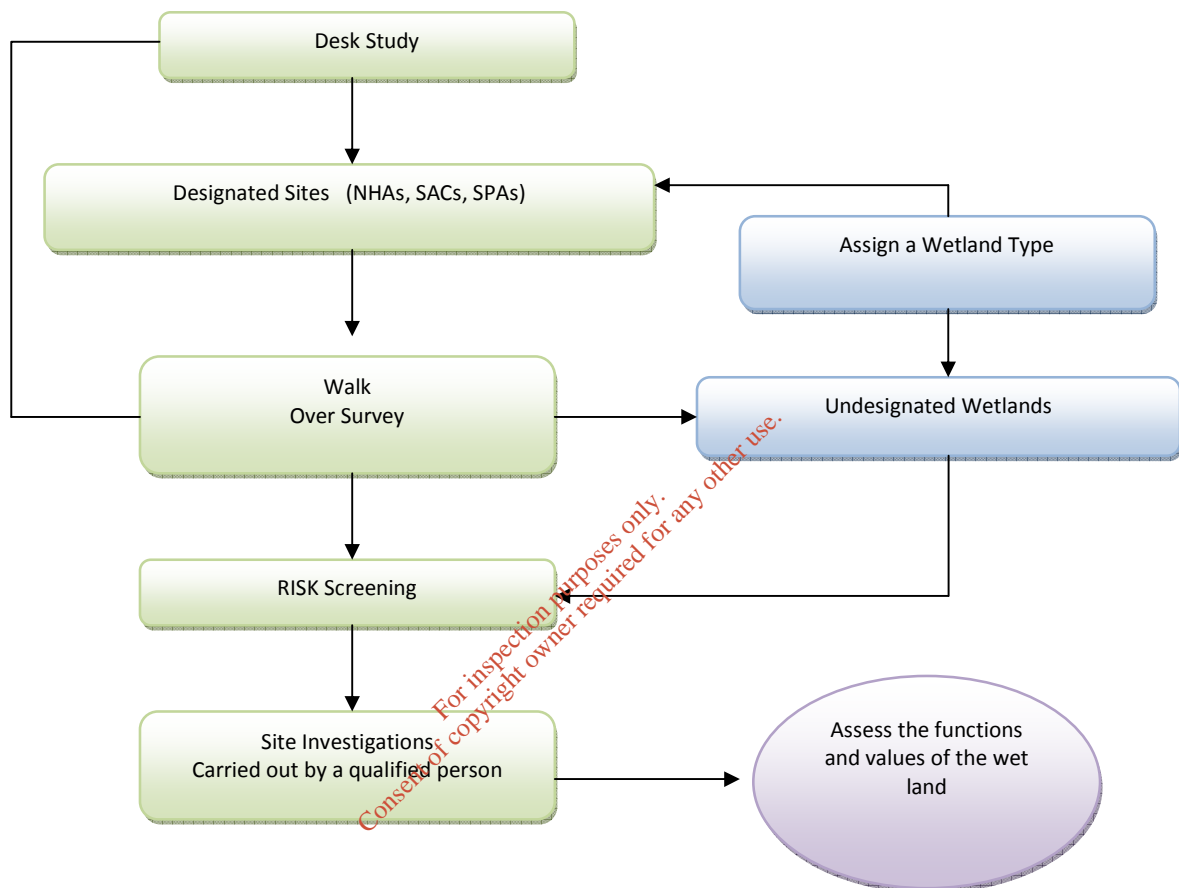 Desk Study
Designated Sites (NHAs, SACs, SPAs)
Assign a Wetland Type
Walk
Over Survey
Undesignated Wetlands
RISK Screening
Site Investigations
Carried out by a qualified person
Assess the functions
and values of the wet
land
For inspection purposes only.
Consent of copyright owner required for any other use.